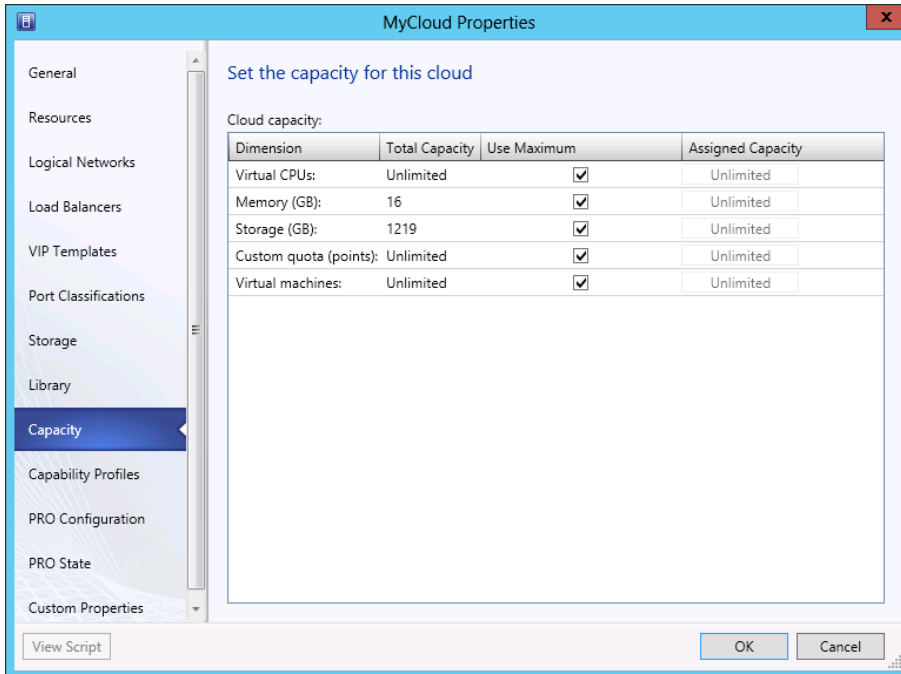 MyCloud Properties
x
General
Resources
Logical Networks
Load Balancers
VIP Templates
Port Classifications
Storage
Library
Capacity
Capability Profiles
PRO Configuration
PRO State
Custom Properties
Set the capacity for this cloud
Cloud capacity:
Dimension Total Capacity Use Maximum Assigned Capacity
Virtual CPUs: Unlimited Unlimited
Memory (GB): 16 Unlimited
Storage (GB): 1219 Unlimited
Custom quota (points): Unlimited Unlimited
Virtual machines: Unlimited Unlimited
View Script OK Cancel